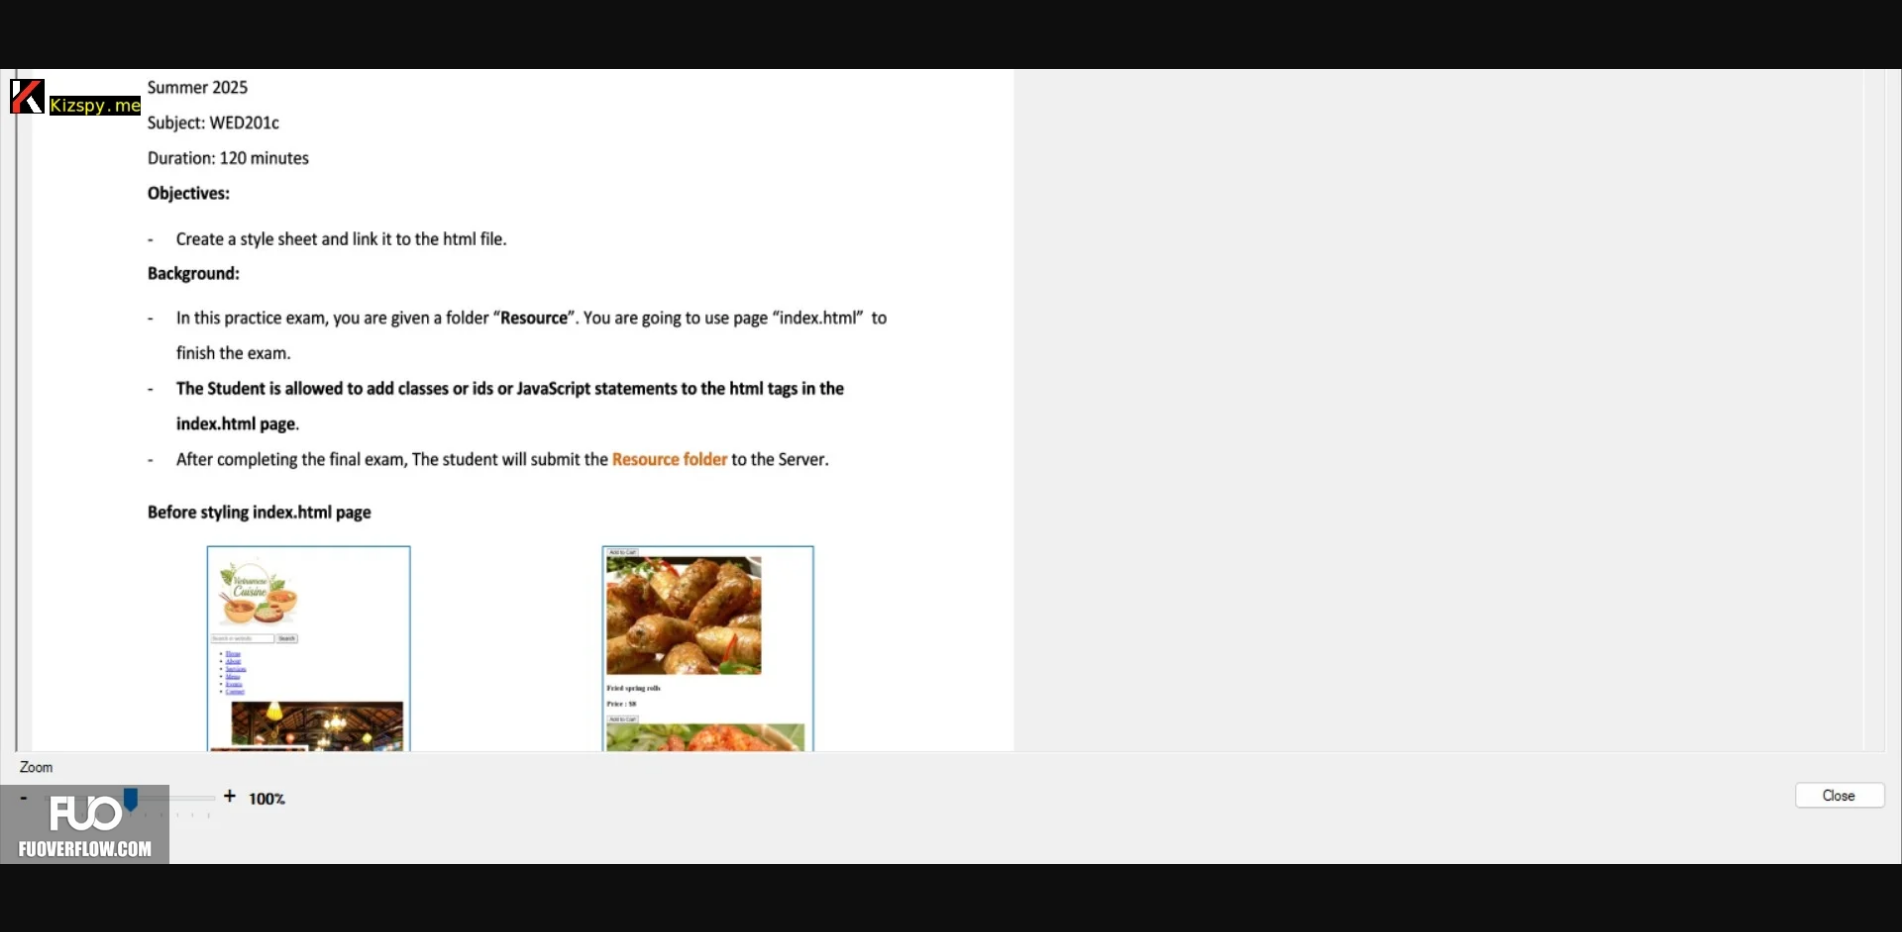 Summer 2025
Kizspy.me
Subject: WED201c
Duration: 120 minutes
Objectives:
- Create a style sheet and link it to the html file.
Background:
- In this practice exam, you are given a folder “Resource”. You are going to use page “index.html” to
finish the exam.
- The Student is allowed to add classes or ids or JavaScript statements to the html tags in the
index.html page.
- After completing the final exam, The student will submit the Resource folder to the Server.
Before styling index.html page
Vietnamese
Cuisine
Search
Home
About
Services
Menu
Events
Contact
Add to Cart
Fried spring rolls
Price : $8
Add to Cart
Zoom
- + 100%
Close
FUO
FUOVERFLOW.COM